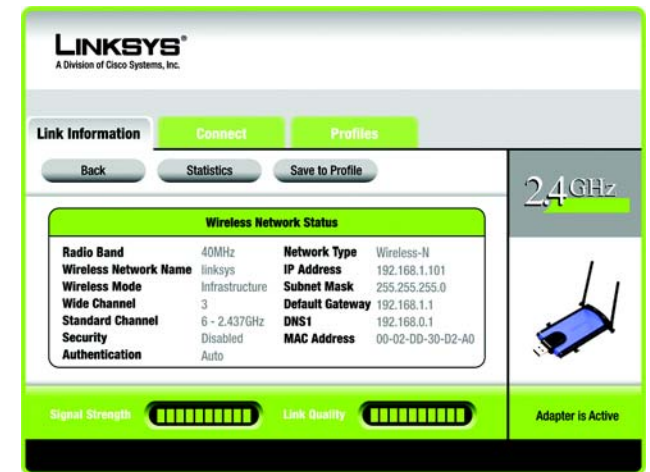 LINKSYS®
A Division of Cisco Systems, Inc.
Link Information
Connect
Profiles
Back
Statistics
Save to Profile
2.4GHz
Wireless Network Status
Radio Band 40MHz
Wireless Network Name linksys
Wireless Mode Infrastructure
Wide Channel 3
Standard Channel 6 - 2.437GHz
Security Disabled
Authentication Auto
Network Type Wireless-N
IP Address 192.168.1.101
Subnet Mask 255.255.255.0
Default Gateway 192.168.1.1
DNS1 192.168.0.1
MAC Address 00-02-DD-30-D2-A0
Signal Strength
Link Quality
Adapter is Active